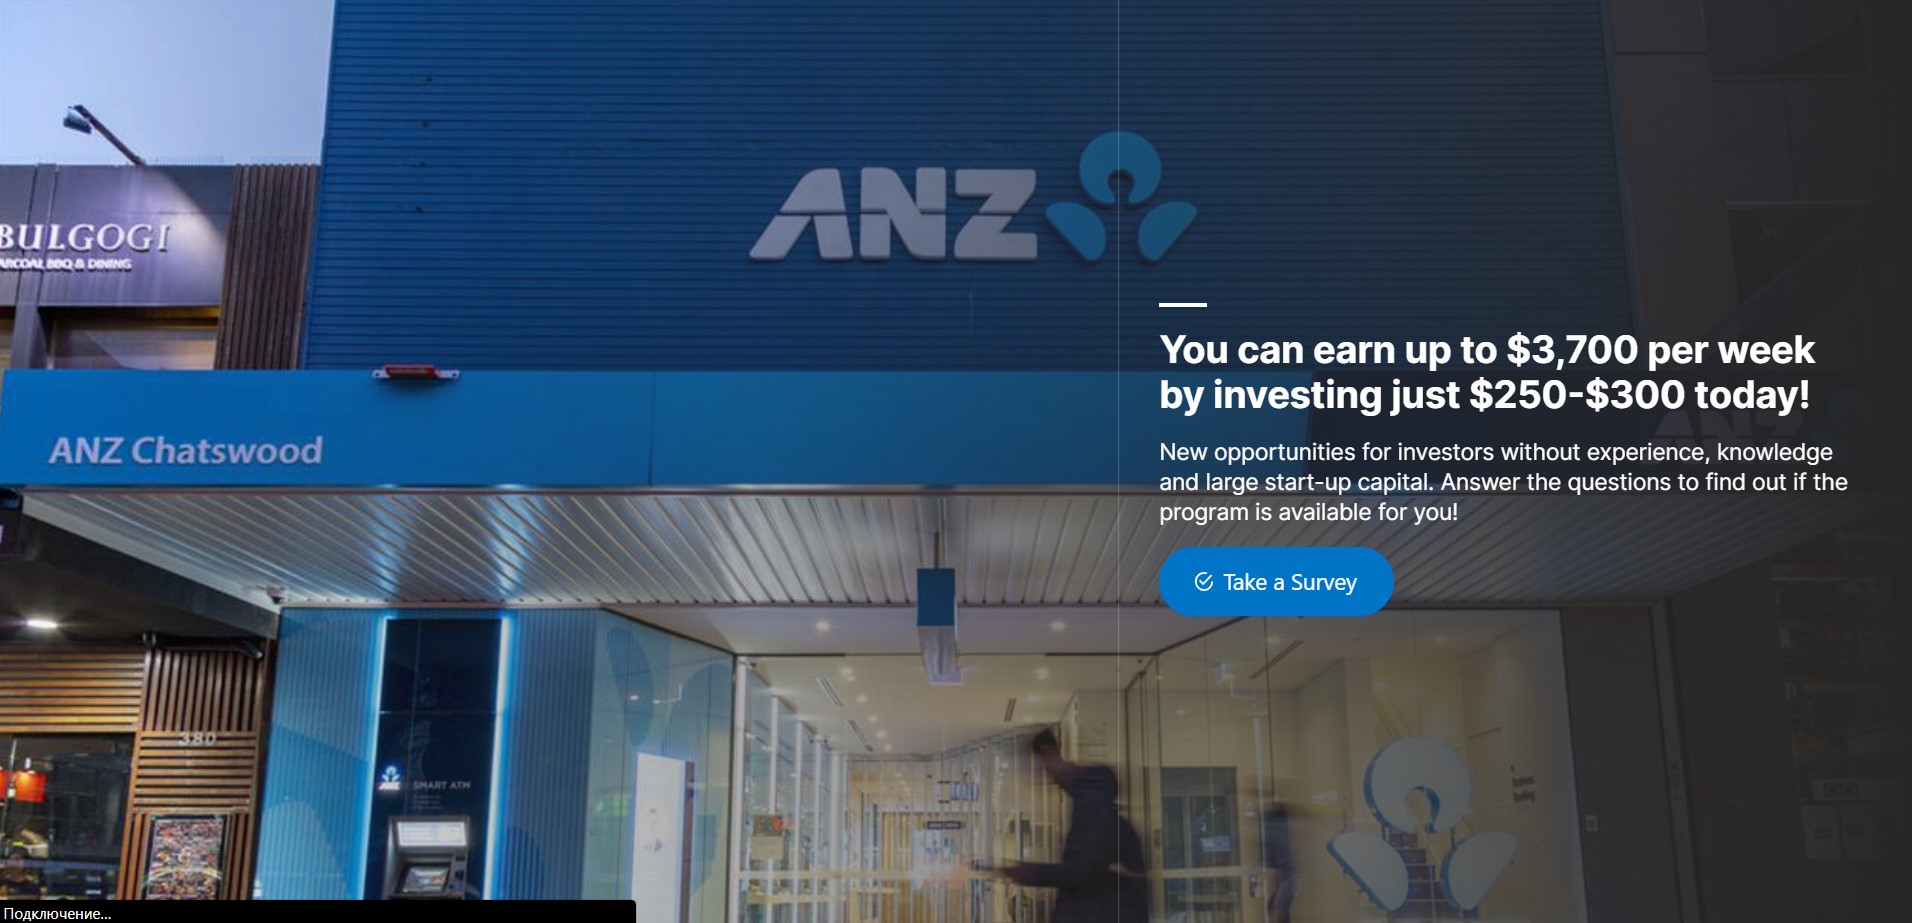 BULGOGI
ARCOAL BBQ & DINING
ANZ
ANZ Chatswood
You can earn up to $3,700 per week
by investing just $250-$300 today!
New opportunities for investors without experience, knowledge
and large start-up capital. Answer the questions to find out if the
program is available for you!
Take a Survey
380
SMART ATM
Подключение...